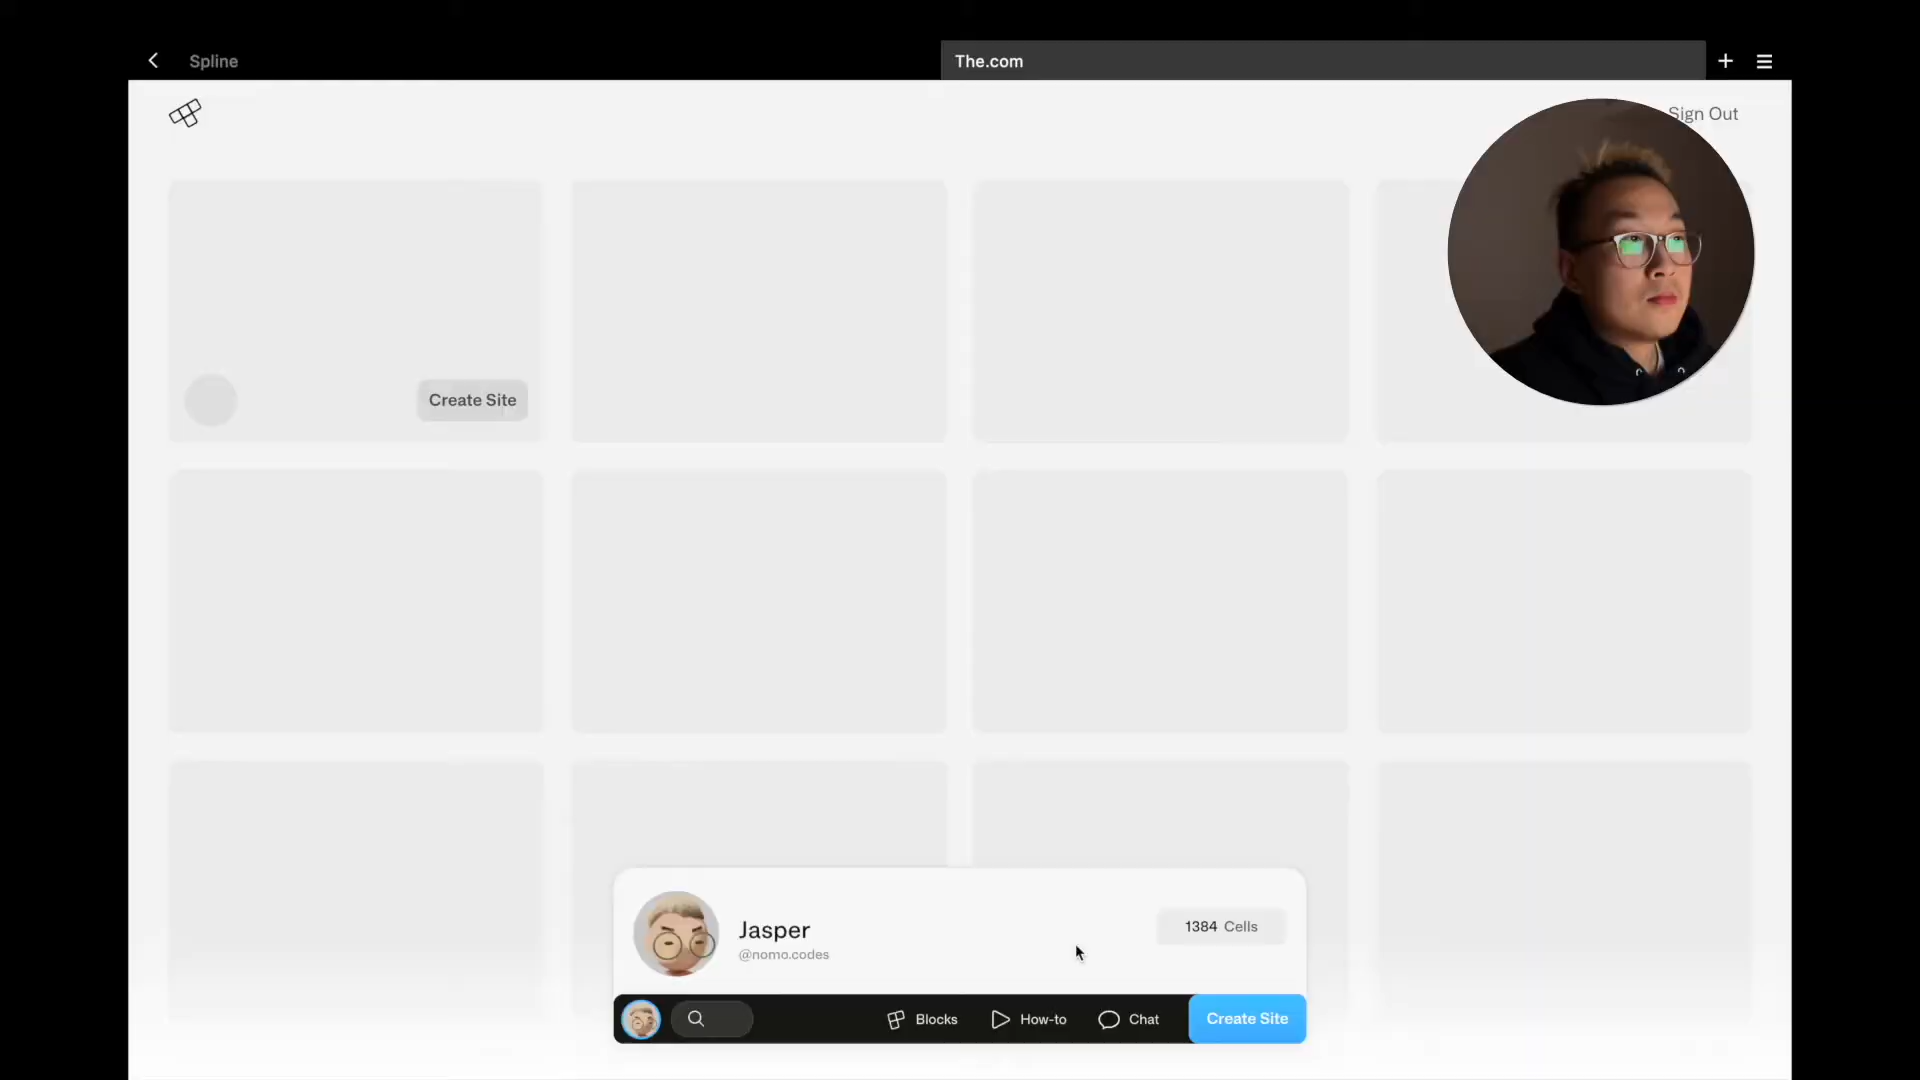 Spline
The.com
Sign Out
Create Site
Jasper
@nomo.codes
1384 Cells
Blocks
How-to
Chat
Create Site